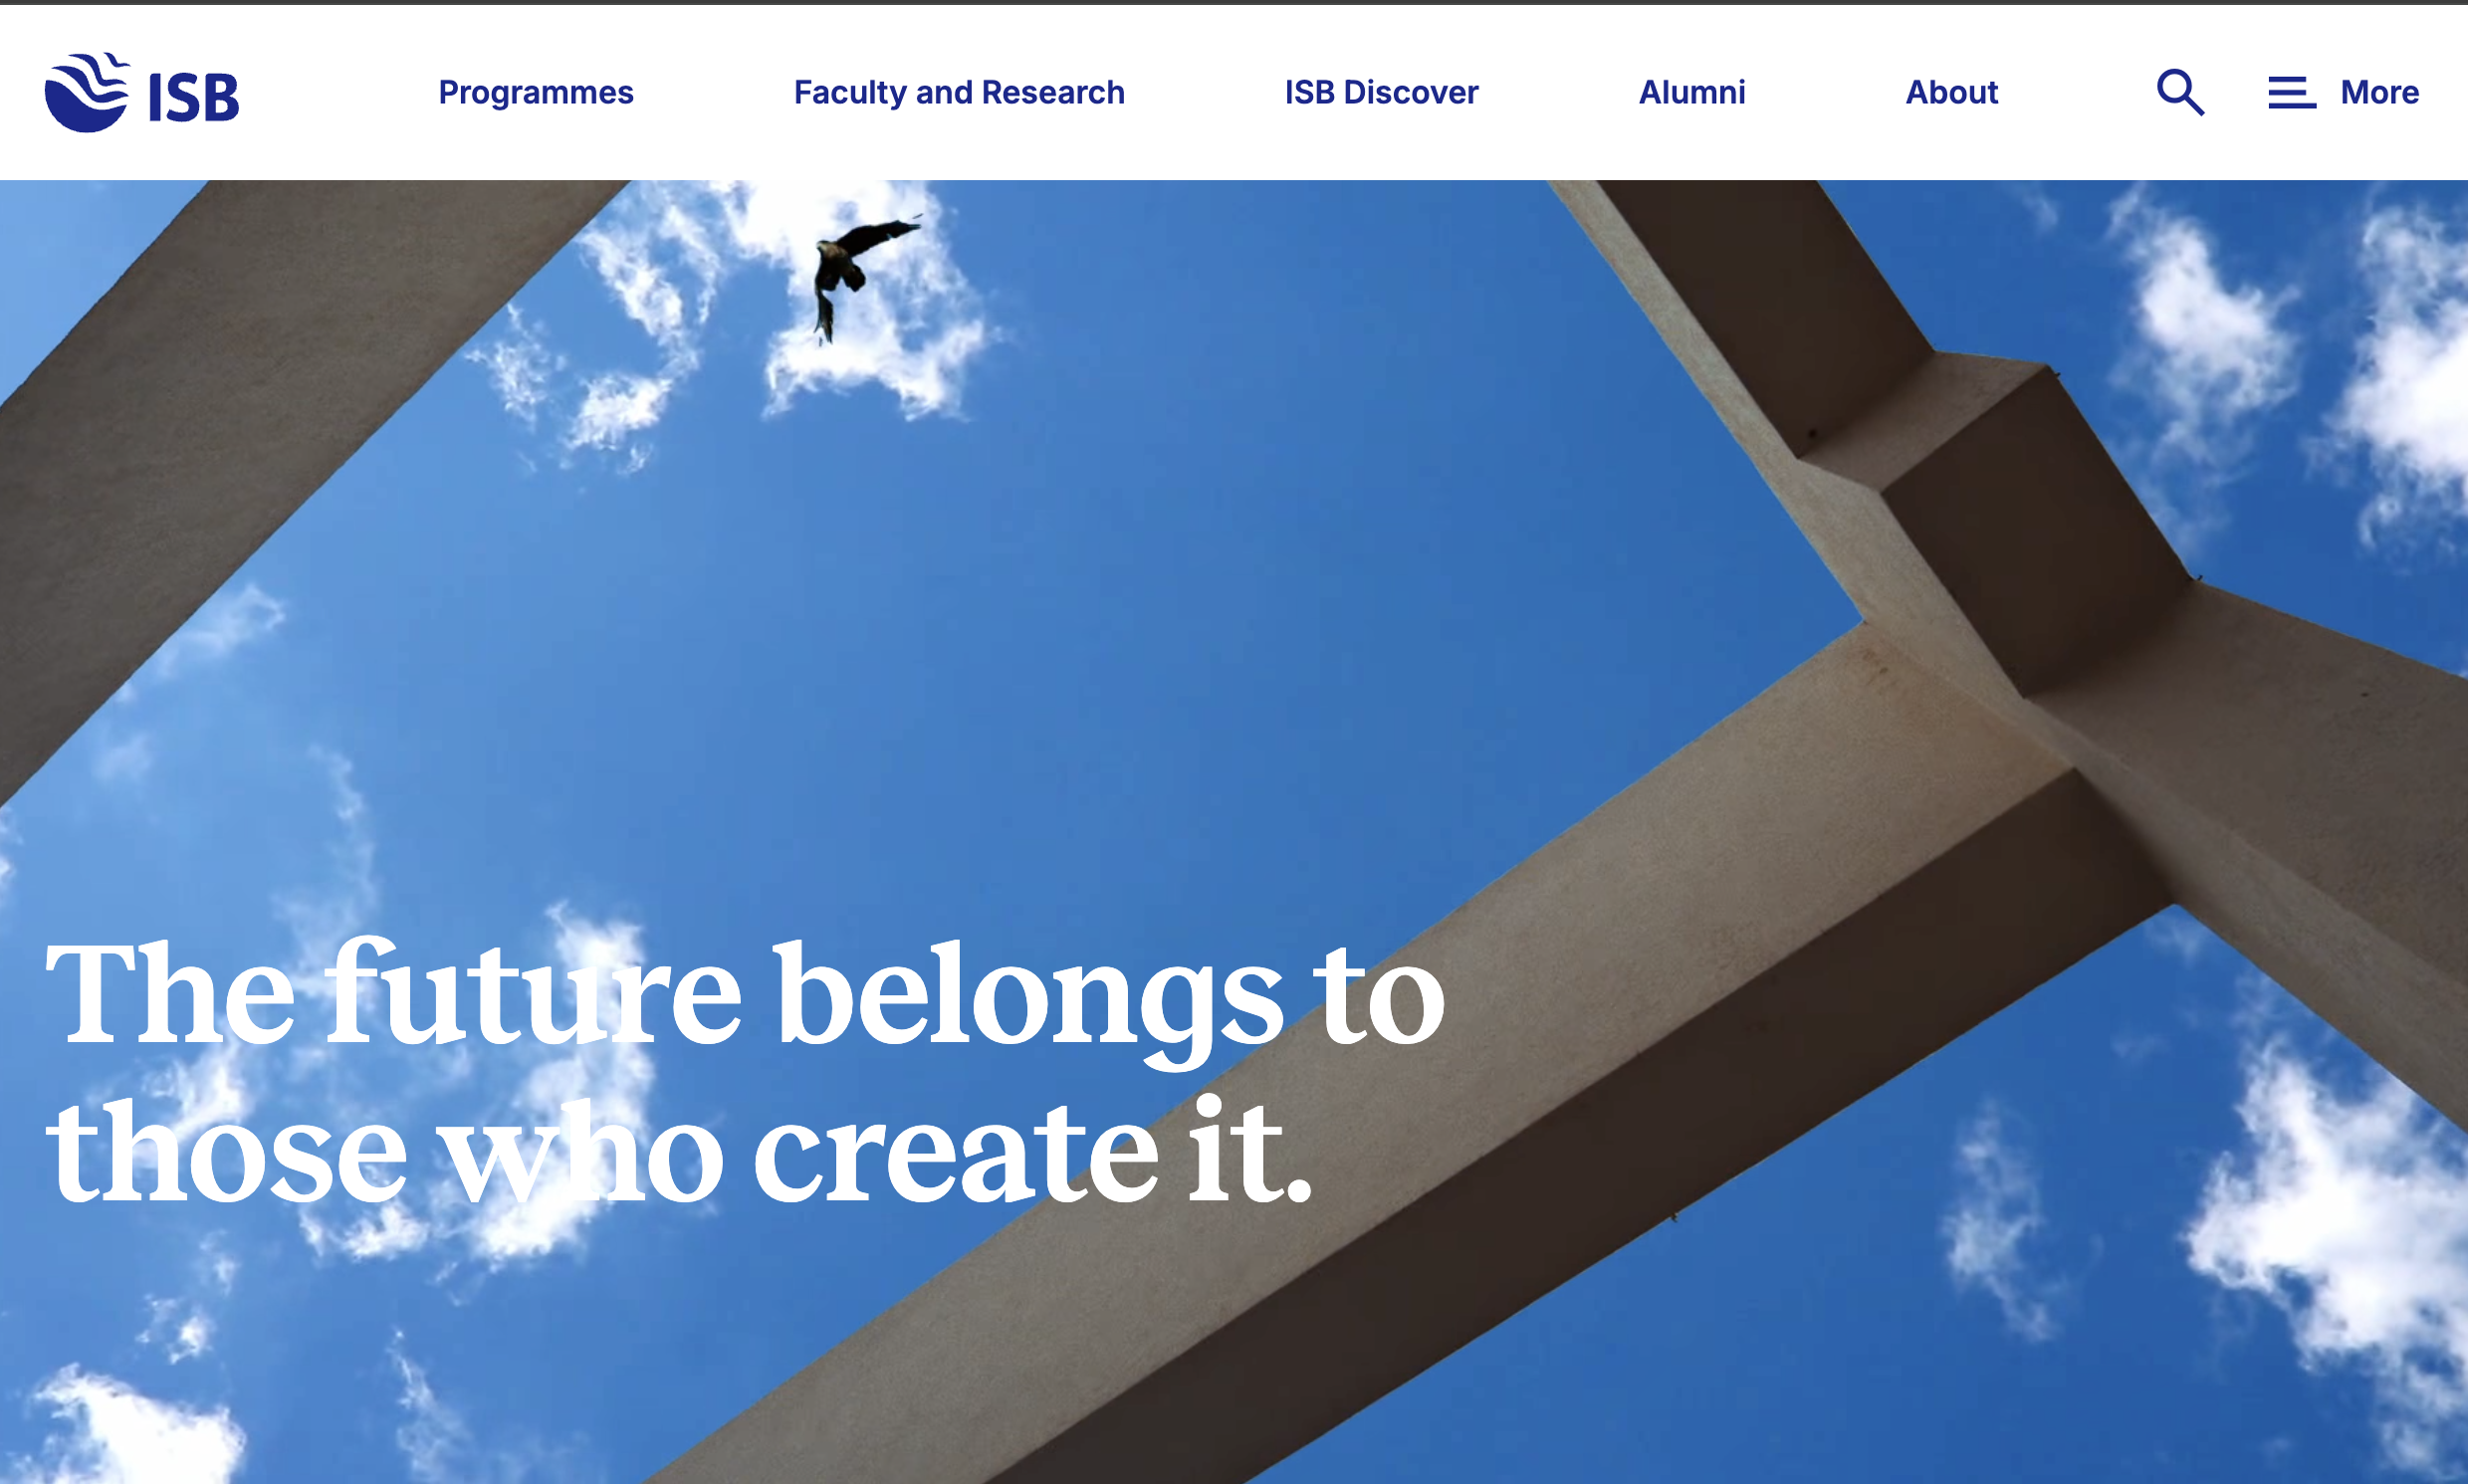 ISB
Programmes
Faculty and Research
ISB Discover
Alumni
About
More
The future belongs to
those who create it.